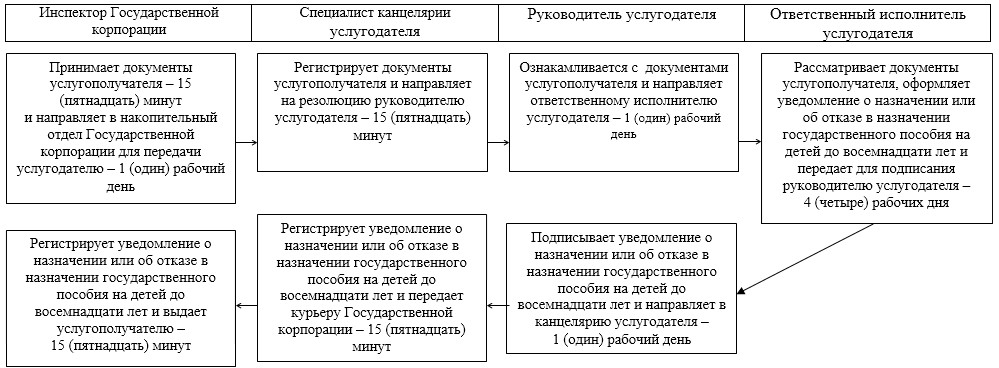 Инспектор Государственной
корпорации
Специалист канцелярии
услугодателя
Руководитель услугодателя
Ответственный исполнитель
услугодателя
Принимает документы
услугополучателя – 15
(пятнадцать) минут
и направляет в накопительный
отдел Государственной
корпорации для передачи
услугодателю – 1 (один) рабочий
день
Регистрирует документы
услугополучателя и направляет
на резолюцию руководителю
услугодателя – 15 (пятнадцать)
минут
Ознакамливается с документами
услугополучателя и направляет
ответственному исполнителю
услугодателя – 1 (один) рабочий
день
Рассматривает документы
услугополучателя, оформляет
уведомление о назначении или
об отказе в назначении
государственного пособия на
детей до восемнадцати лет и
передает для подписания
руководителю услугодателя –
4 (четыре) рабочих дня
Регистрирует уведомление о
назначении или об отказе в
назначении государственного
пособия на детей до
восемнадцати лет и выдает
услугополучателю –
15 (пятнадцать) минут
Регистрирует уведомление о
назначении или об отказе в
назначении государственного
пособия на детей до
восемнадцати лет и передает
курьеру Государственной
корпорации – 15 (пятнадцать)
минут
Подписывает уведомление о
назначении или об отказе в
назначении государственного
пособия на детей до
восемнадцати лет и направляет в
канцелярию услугодателя –
1 (один) рабочий день